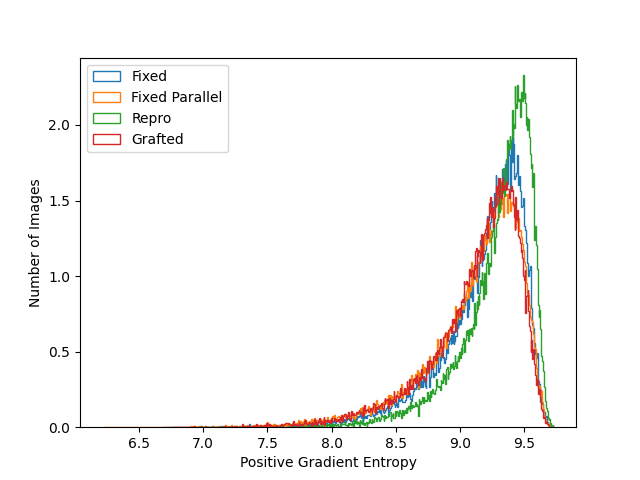 Fixed
Fixed Parallel
Repro
Grafted
2.0
1.5
1.0
0.5
0.0
Number of Images
6.5 7.0 7.5 8.0 8.5 9.0 9.5
Positive Gradient Entropy